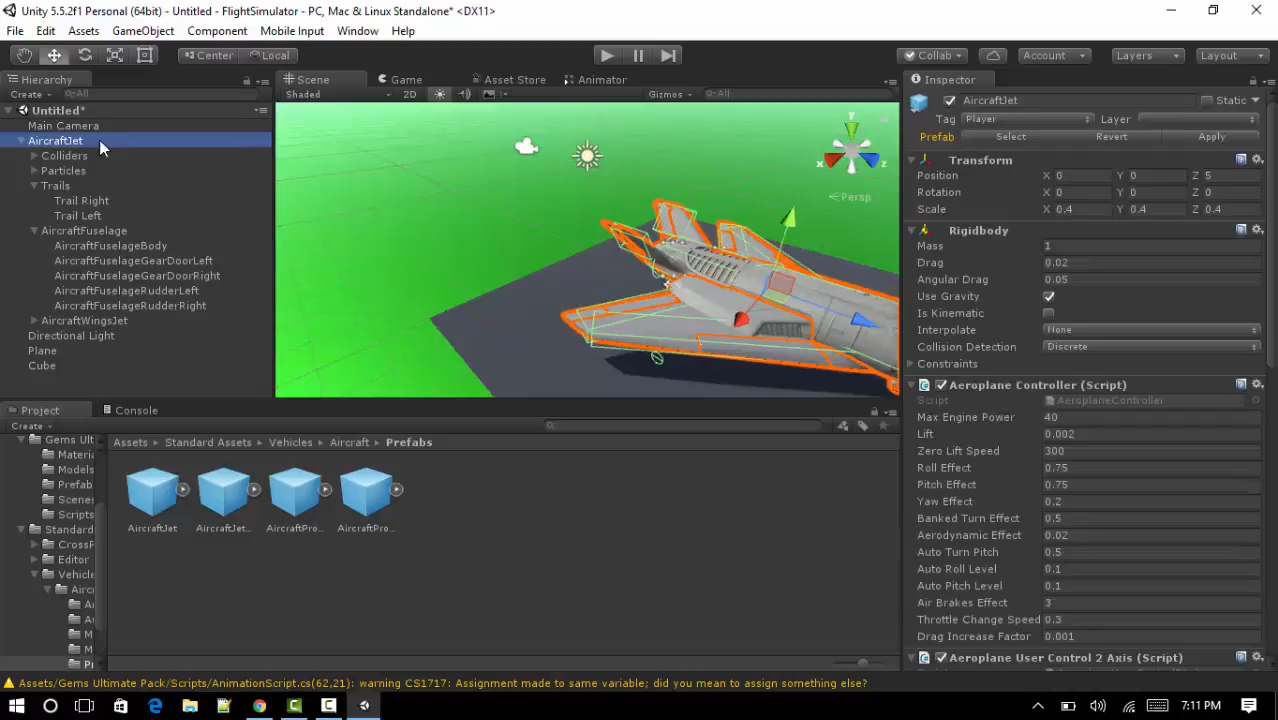 Unity 5.5.2f1 Personal (64bit) - Untitled - FlightSimulator - PC, Mac & Linux Standalone* <DX11>
File Edit Assets GameObject Component Mobile Input Window Help
Center Local Collab Account Layers Layout
Hierarchy Scene Game Asset Store Animator Inspector
Create All Shaded 2D Gizmos All
AircraftJet Static
Tag Player Layer
Prefab Select Revert Apply
Untitled*
Main Camera
AircraftJet
Colliders
Particles
Trails
Trail Right
Trail Left
AircraftFuselage
AircraftFuselageBody
AircraftFuselageGearDoorLeft
AircraftFuselageGearDoorRight
AircraftFuselageRudderLeft
AircraftFuselageRudderRight
AircraftWingsJet
Directional Light
Plane
Cube
y
x z
Persp
Transform
Position X 0 Y 0 Z 5
Rotation X 0 Y 0 Z 0
Scale X 0.4 Y 0.4 Z 0.4
Rigidbody
Mass 1
Drag 0.02
Angular Drag 0.05
Use Gravity
Is Kinematic
Interpolate None
Collision Detection Discrete
Constraints
Aeroplane Controller (Script)
Script AeroplaneController
Max Engine Power 40
Lift 0.002
Zero Lift Speed 300
Roll Effect 0.75
Pitch Effect 0.75
Yaw Effect 0.2
Banked Turn Effect 0.5
Aerodynamic Effect 0.02
Auto Turn Pitch 0.5
Auto Roll Level 0.1
Auto Pitch Level 0.1
Air Brakes Effect 3
Throttle Change Speed 0.3
Drag Increase Factor 0.001
Aeroplane User Control 2 Axis (Script)
Project Console
Create
Gems Ult
Materia
Models
Prefab
Scenes
Scripts
Standard
CrossP
Editor
Vehicle
Airc
A
A
M
M
Pr
Assets Standard Assets Vehicles Aircraft Prefabs
AircraftJet AircraftJet... AircraftPro... AircraftPro...
Assets/Gems Ultimate Pack/Scripts/AnimationScript.cs(62,21): warning CS1717: Assignment made to same variable; did you mean to assign something else?
7:11 PM